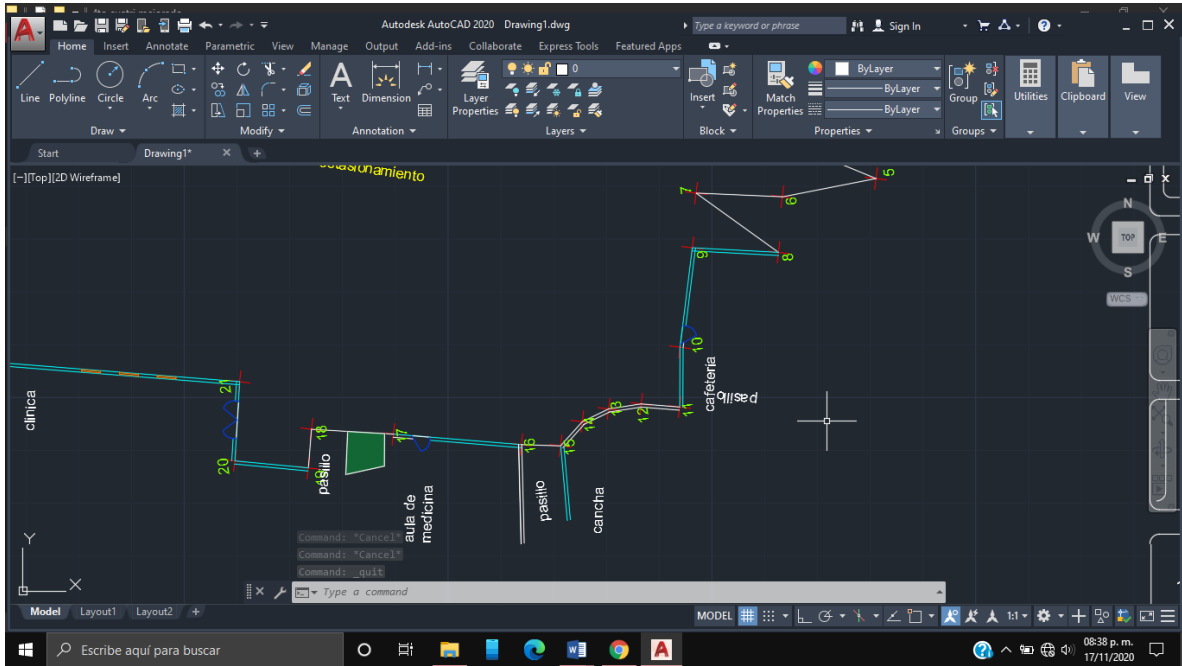 Autodesk AutoCAD 2020 Drawing1.dwg
Type a keyword or phrase
Sign In
Home Insert Annotate Parametric View Manage Output Add-ins Collaborate Express Tools Featured Apps
Line Polyline Circle Arc
Text Dimension
Layer Properties
0
Insert
Match Properties
ByLayer
ByLayer
ByLayer
Group
Utilities
Clipboard
View
Draw Modify Annotation Layers Block Properties Groups
Start Drawing1* +
[−][Top][2D Wireframe]
estasionamiento
N
W TOP E
S
WCS
5
6
7
8
9
10
11
12
13
14
15
16
17
18
19
20
21
cafeteria
pasillo
clinica
pasillo
aula de
medicina
pasillo
cancha
Y
X
Command: *Cancel*
Command: *Cancel*
Command: _quit
Type a command
Model Layout1 Layout2 +
MODEL
1:1
Escribe aquí para buscar
08:38 p. m.
17/11/2020